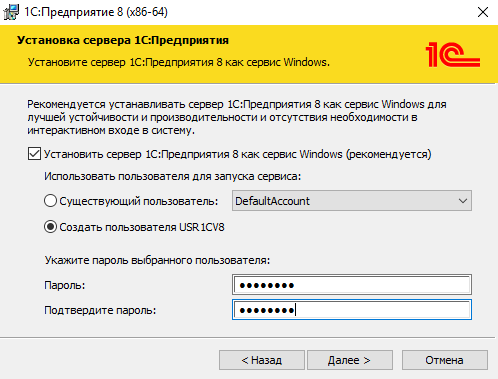 1С:Предприятие 8 (x86-64)
Установка сервера 1С:Предприятия
Установите сервер 1С:Предприятия 8 как сервис Windows.
1С
Рекомендуется устанавливать сервер 1С:Предприятия 8 как сервис Windows для
лучшей устойчивости и производительности и отсутствия необходимости в
интерактивном входе в систему.
Установить сервер 1С:Предприятия 8 как сервис Windows (рекомендуется)
Использовать пользователя для запуска сервиса:
Существующий пользователь: DefaultAccount
Создать пользователя USR1CV8
Укажите пароль выбранного пользователя:
Пароль: ●●●●●●●●
Подтвердите пароль: ●●●●●●●●
< Назад Далее > Отмена